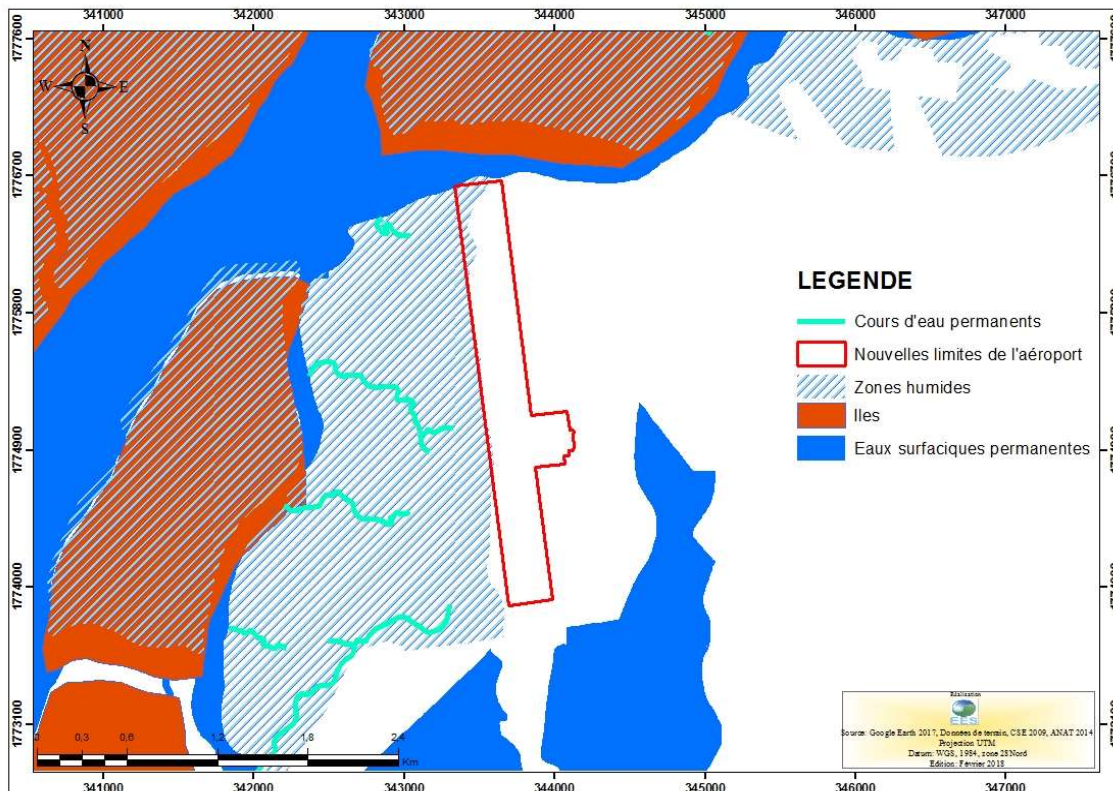 341000 342000 343000 344000 345000 346000 347000
1777600
1776700
1775800
1774900
1774000
1773100
N
W E
S
LEGENDE
Cours d'eau permanents
Nouvelles limites de l'aéroport
Zones humides
Iles
Eaux surfaciques permanentes
0 0,3 0,6 1,2 1,8 2,4
Km
Réalisation
EES
Source: Google Earth 2017, Données de terrain, CSE 2009, ANAT 2014
Projection UTM
Datum: WGS, 1984, zone 28Nord
Edition: Février 2018
341000 342000 343000 344000 345000 346000 347000